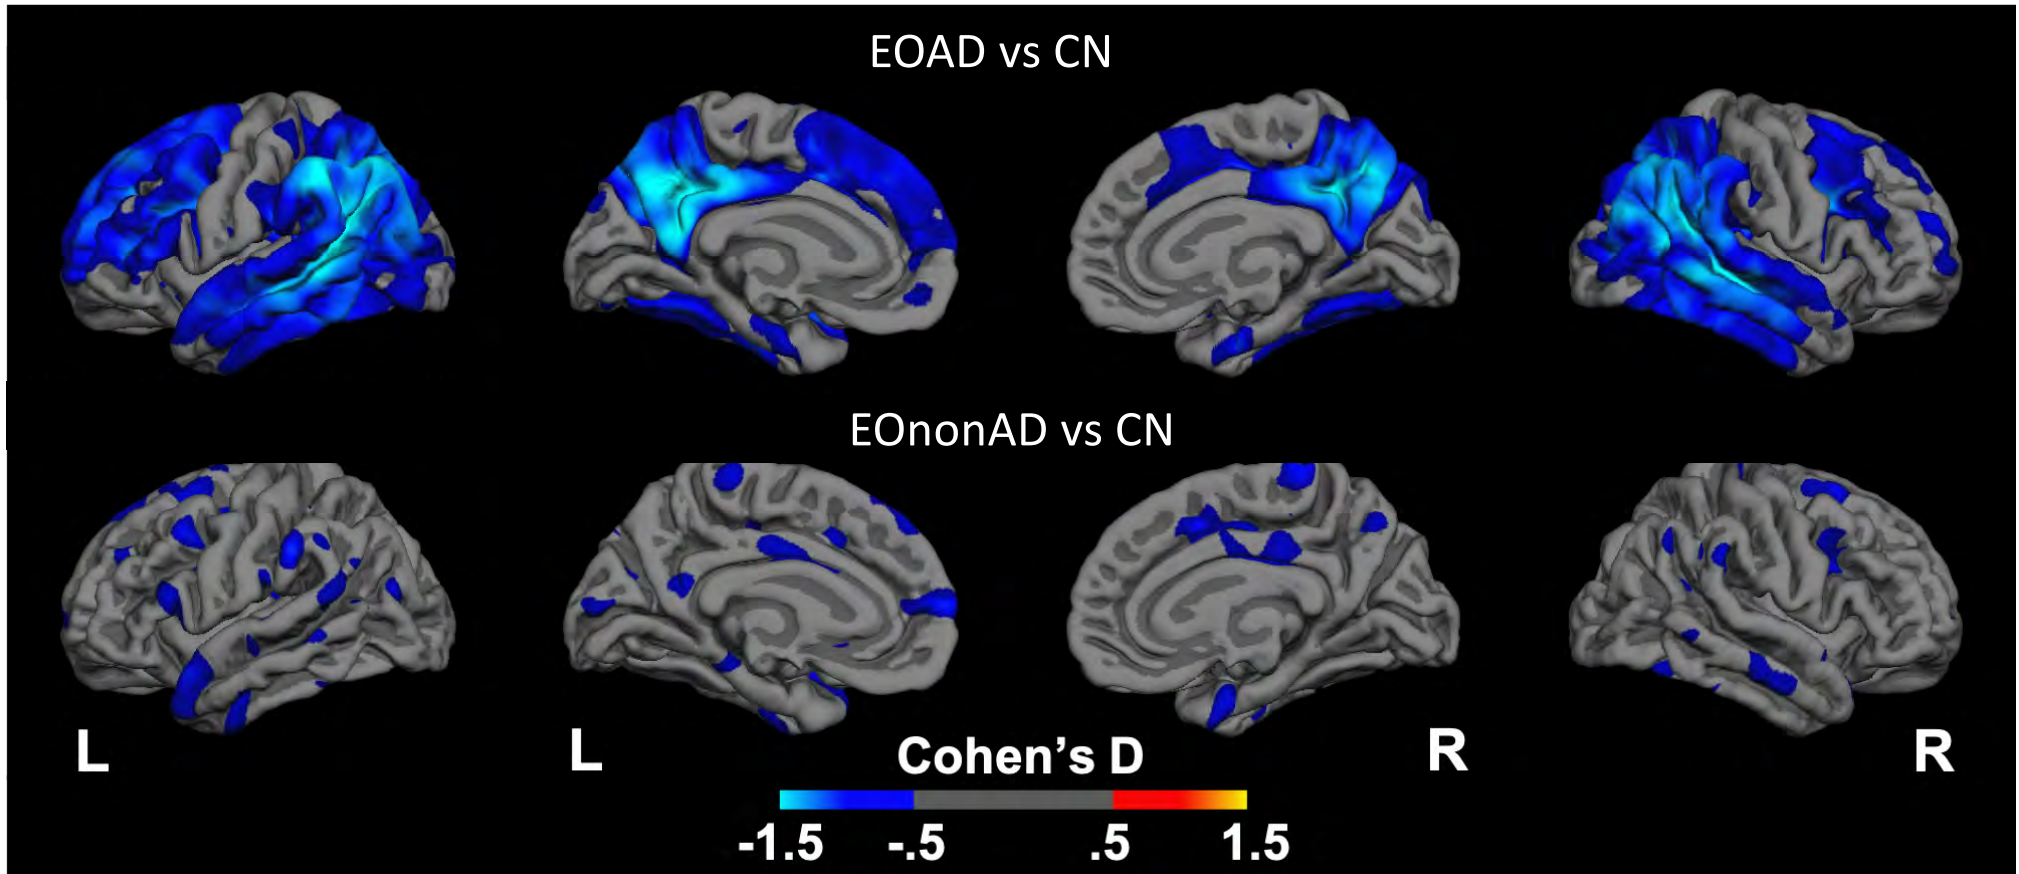 EOAD vs CN
EOnonAD vs CN
L L R R
Cohen's D
-1.5 -.5 .5 1.5